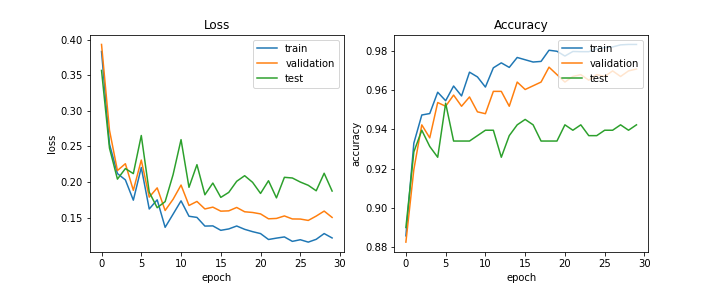 Loss
0.40
0.35
0.30
0.25
0.20
0.15
loss
0
5
10
15
20
25
30
epoch
train
validation
test
Accuracy
0.98
0.96
0.94
0.92
0.90
0.88
accuracy
0
5
10
15
20
25
30
epoch
train
validation
test